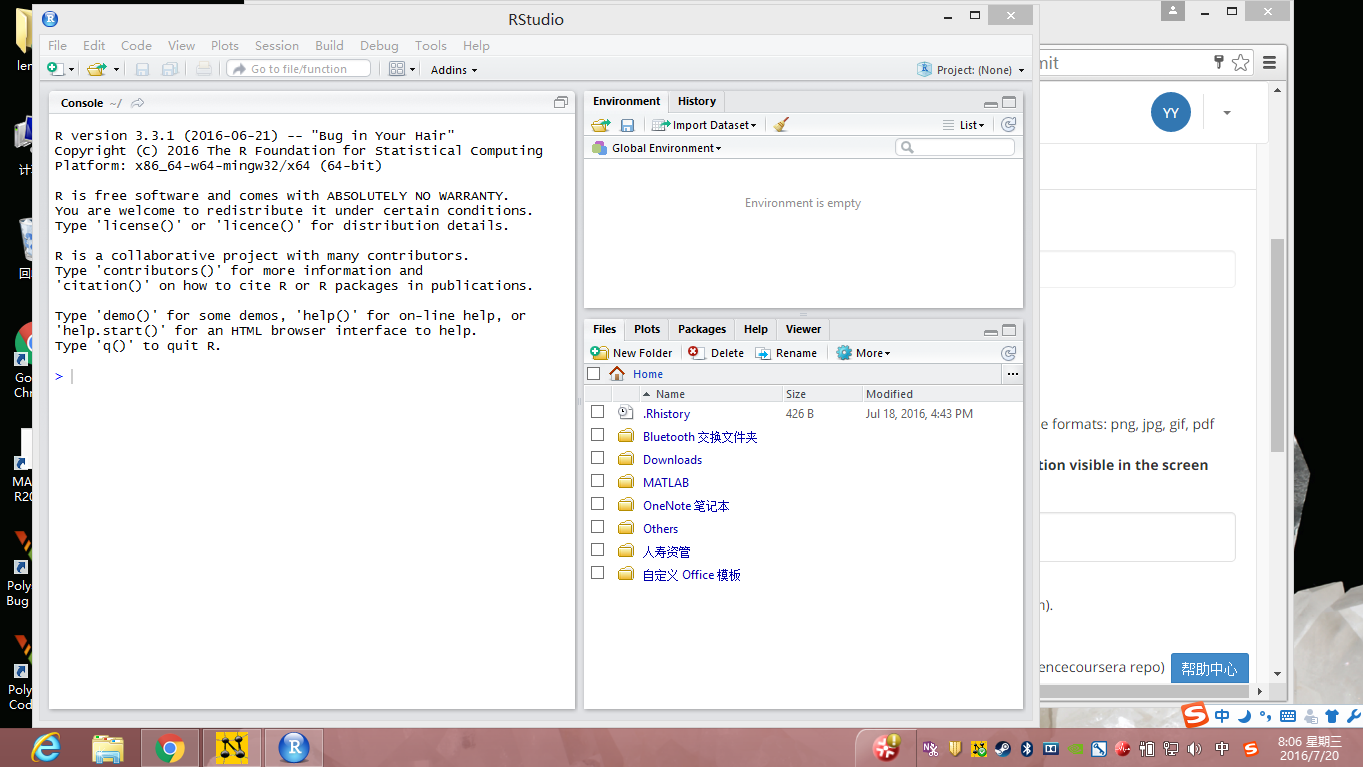 RStudio
File Edit Code View Plots Session Build Debug Tools Help
Go to file/function Addins Project: (None)
Console ~/
R version 3.3.1 (2016-06-21) -- "Bug in Your Hair"
Copyright (C) 2016 The R Foundation for Statistical Computing
Platform: x86_64-w64-mingw32/x64 (64-bit)
R is free software and comes with ABSOLUTELY NO WARRANTY.
You are welcome to redistribute it under certain conditions.
Type 'license()' or 'licence()' for distribution details.
R is a collaborative project with many contributors.
Type 'contributors()' for more information and
'citation()' on how to cite R or R packages in publications.
Type 'demo()' for some demos, 'help()' for on-line help, or
'help.start()' for an HTML browser interface to help.
Type 'q()' to quit R.
>
Environment History
Import Dataset List
Global Environment
Environment is empty
Files Plots Packages Help Viewer
New Folder Delete Rename More
Home ...
Name Size Modified
.Rhistory 426 B Jul 18, 2016, 4:43 PM
Bluetooth 交换文件夹
Downloads
MATLAB
OneNote 笔记本
Others
人寿资管
自定义 Office 模板
mit
YY
e formats: png, jpg, gif, pdf
tion visible in the screen
n).
encecoursera repo) 帮助中心
len
计
回
Go
Chr
MA
R20
Poly
Bug
Poly
Cod
中
中
8:06 星期三
2016/7/20